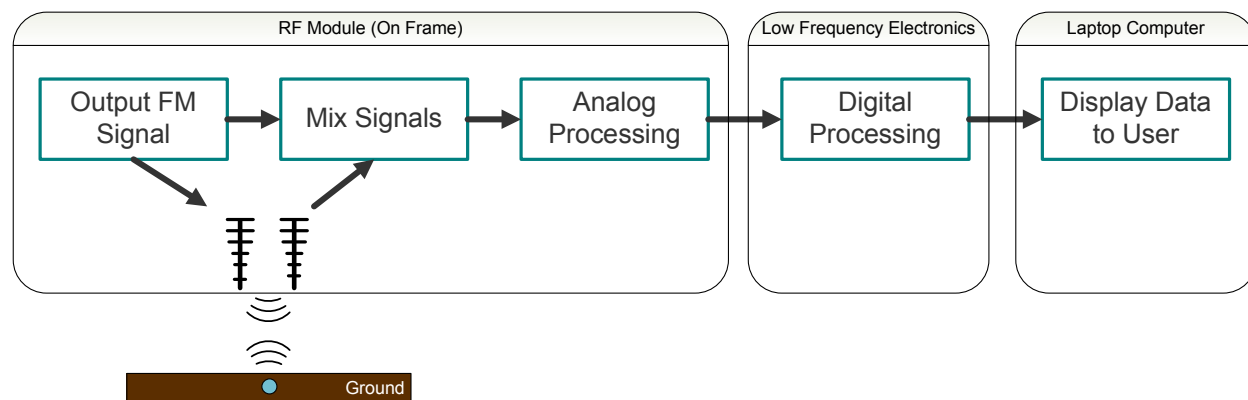 RF Module (On Frame)
Low Frequency Electronics
Laptop Computer
Output FM
Signal
Mix Signals
Analog
Processing
Digital
Processing
Display Data
to User
Ground